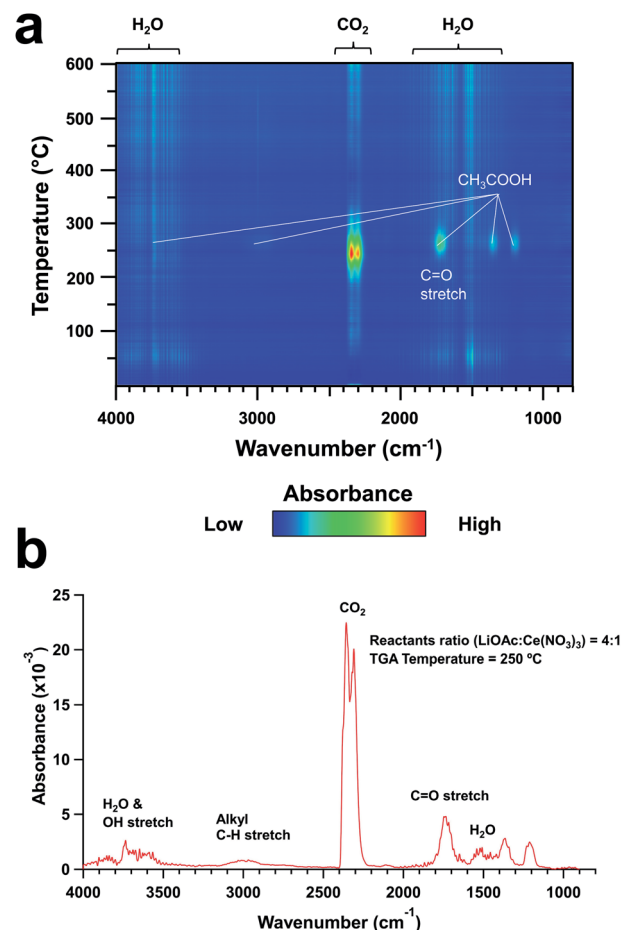 a
H₂O
CO₂
H₂O
600
500
400
300
200
100
Temperature (°C)
CH₃COOH
C=O
stretch
4000
3000
2000
1000
Wavenumber (cm⁻¹)
Absorbance
Low
High
b
25
20
15
10
5
0
Absorbance (x10⁻³)
CO₂
Reactants ratio (LiOAc:Ce(NO₃)₃) = 4:1
TGA Temperature = 250 ºC
H₂O &
OH stretch
Alkyl
C-H stretch
C=O stretch
H₂O
4000
3500
3000
2500
2000
1500
1000
Wavenumber (cm⁻¹)